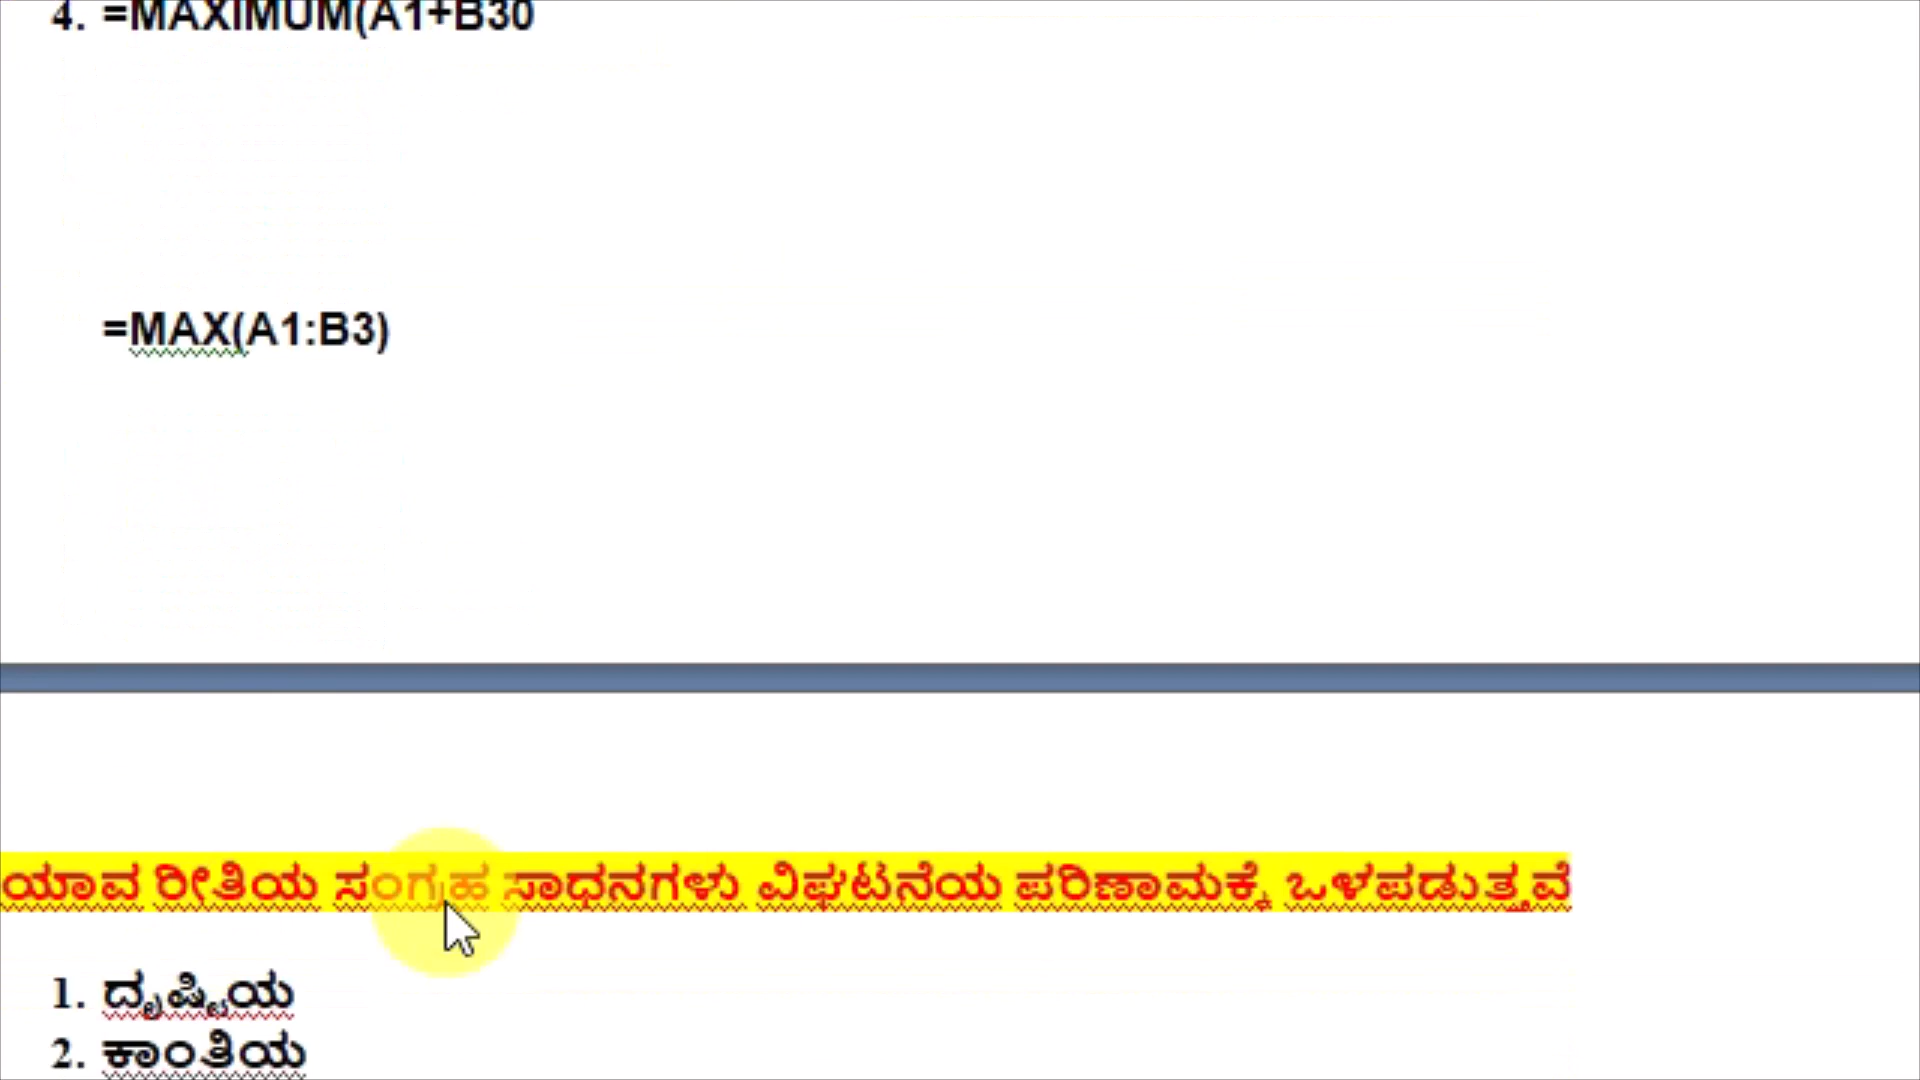 4. =MAXIMUM(A1+B30
=MAX(A1:B3)
ಯಾವ ರೀತಿಯ ಸಂಗ್ರಹ ಸಾಧನಗಳು ವಿಘಟನೆಯ ಪರಿಣಾಮಕ್ಕೆ ಒಳಪಡುತ್ತವೆ
1. ದೃಷ್ಟಿಯ
2. ಕಾಂತಿಯ